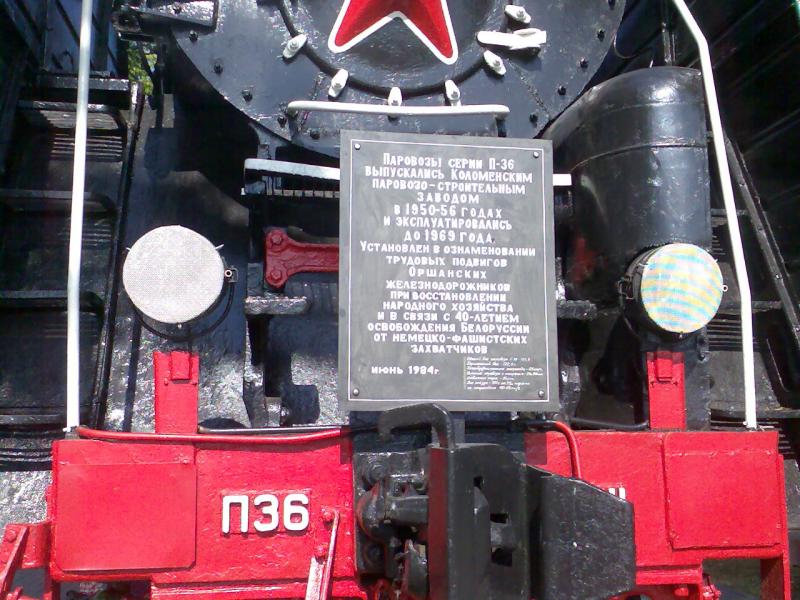 Паровозы серии П-36
выпускались Коломенским
паровозо-строительным
заводом
в 1950-56 годах
и эксплуатировались
до 1969 года.
Установлен в ознаменовании
трудовых подвигов
Оршанских
железнодорожников
при восстановлении
народного хозяйства
и в связи с 40-летием
освобождения Белоруссии
от немецко-фашистских
захватчиков
июнь 1984г
П36